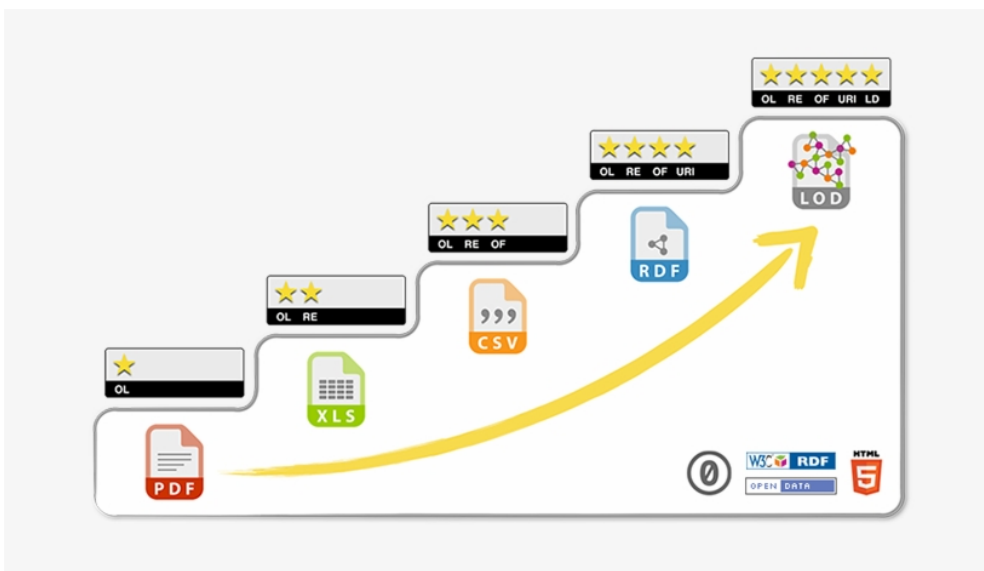 OL RE OF URI LD
OL RE OF URI
LOD
OL RE OF
RDF
OL RE
CSV
OL
XLS
PDF
0
W3C RDF
OPEN DATA
HTML
5